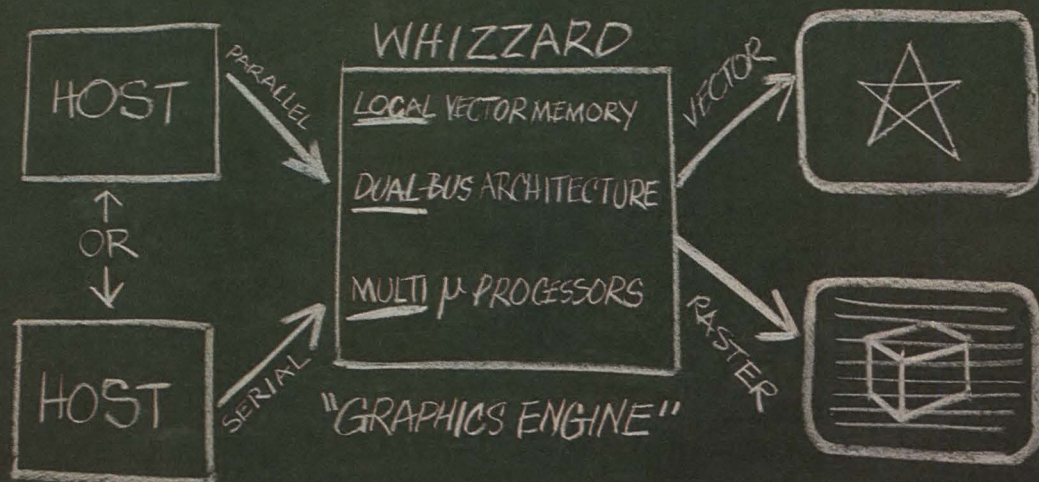 WHIZZARD
HOST
PARALLEL
LOCAL VECTOR MEMORY
VECTOR
DUAL-BUS ARCHITECTURE
OR
MULTI μ PROCESSORS
HOST
SERIAL
RASTER
"GRAPHICS ENGINE"